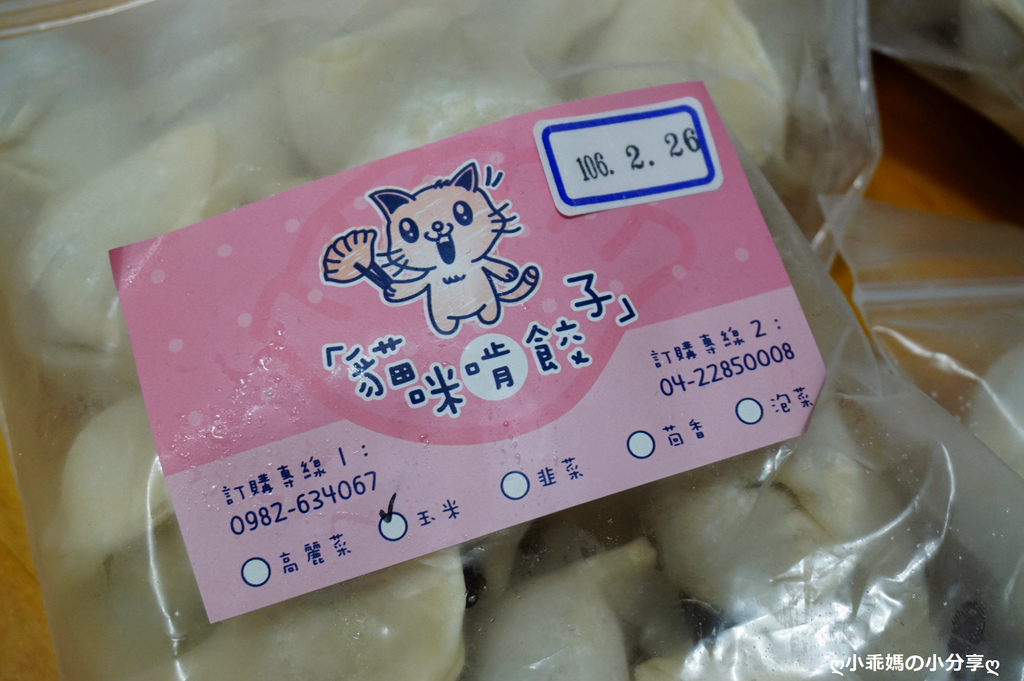 106. 2. 26
「貓咪啃餃子」
訂購專線1：
0982-634067
訂購專線2：
04-22850008
高麗菜
玉米
韭菜
茴香
泡菜
ღ小乖媽の小分享ღ